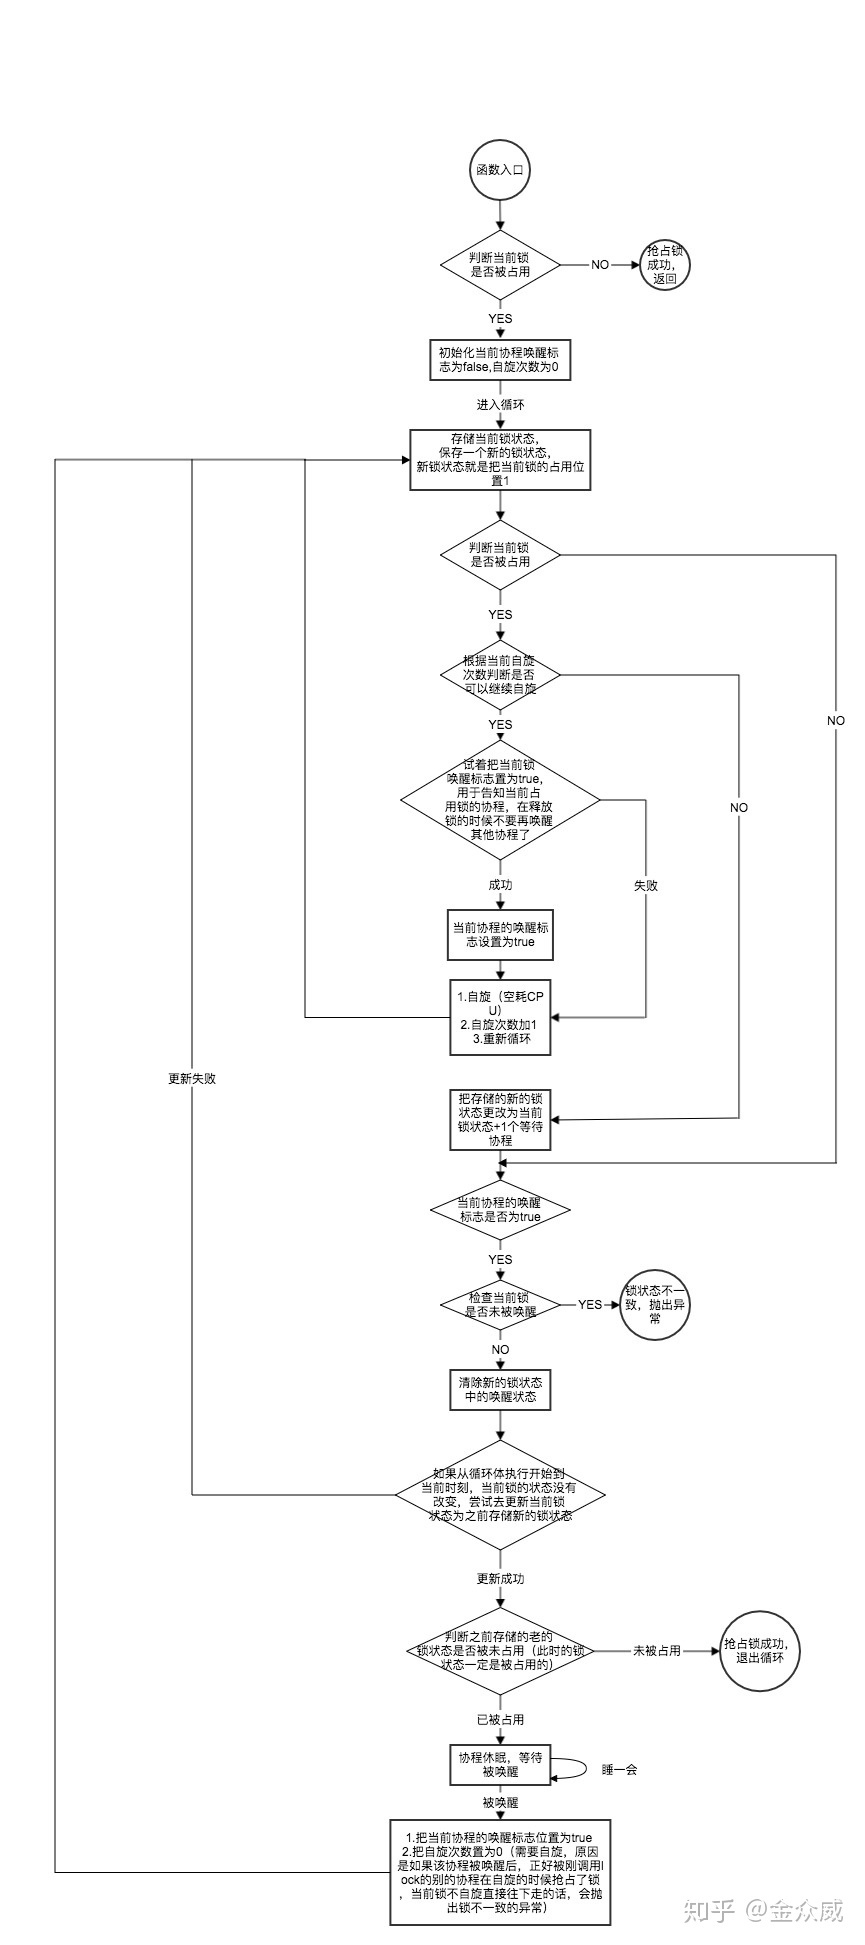 函数入口
判断当前锁
是否被占用
NO
抢占锁
成功，
返回
YES
初始化当前协程唤醒标
志为false,自旋次数为0
进入循环
存储当前锁状态，
保存一个新的锁状态，
新锁状态就是把当前锁的占用位
置1
判断当前锁
是否被占用
YES
根据当前自旋
次数判断是否
可以继续自旋
NO
YES
试着把当前锁
唤醒标志置为true，
用于告知当前占
用锁的协程，在释放
锁的时候不要再唤醒
其他协程了
NO
成功
失败
当前协程的唤醒标
志设置为true
1.自旋（空耗CP
U）
2.自旋次数加1
3.重新循环
更新失败
把存储的新的锁
状态更改为当前
锁状态+1个等待
协程
当前协程的唤醒
标志是否为true
YES
检查当前锁
是否未被唤醒
YES
锁状态不一
致，抛出异
常
NO
清除新的锁状态
中的唤醒状态
如果从循环体执行开始到
当前时刻，当前锁的状态没有
改变，尝试去更新当前锁
状态为之前存储新的锁状态
更新成功
判断之前存储的老的
锁状态是否被未占用（此时的锁
状态一定是被占用的）
未被占用
抢占锁成功，
退出循环
已被占用
协程休眠，等待
被唤醒
睡一会
被唤醒
1.把当前协程的唤醒标志位置为true
2.把自旋次数置为0（需要自旋，原因
是如果该协程被唤醒后，正好被刚调用l
ock的别的协程在自旋的时候抢占了锁
，当前锁不自旋直接往下走的话，会抛
出锁不一致的异常）
知乎 @金众威